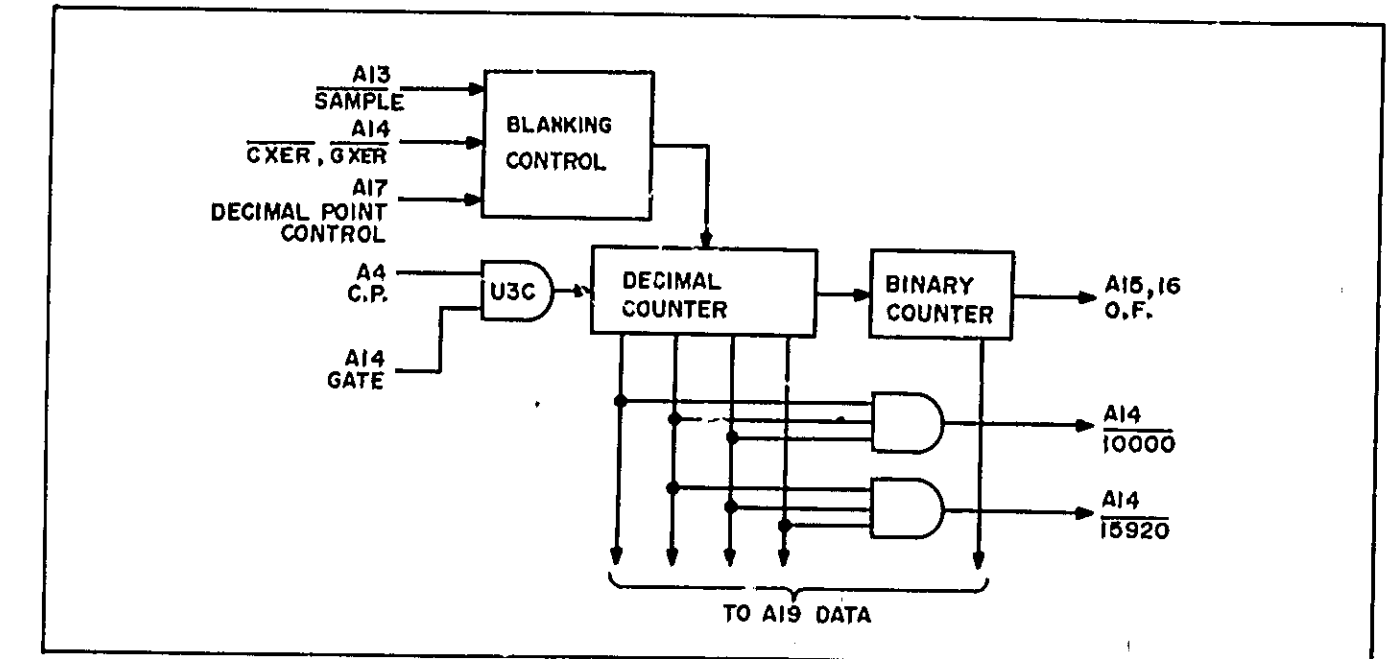 A13
SAMPLE
A14
CXER, GXER
A17
DECIMAL POINT
CONTROL
BLANKING
CONTROL
A4
C.P.
U3C
A14
GATE
DECIMAL
COUNTER
BINARY
COUNTER
A15,16
O.F.
A14
10000
A14
15920
TO A19 DATA